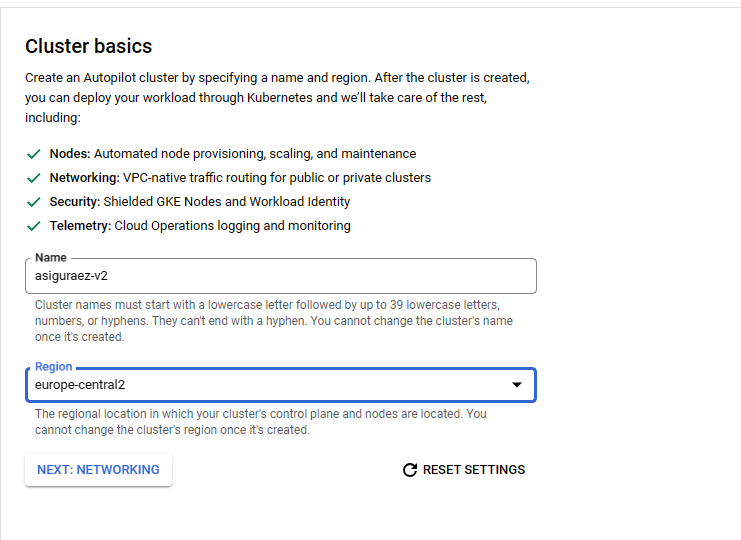 Cluster basics
Create an Autopilot cluster by specifying a name and region. After the cluster is created,
you can deploy your workload through Kubernetes and we'll take care of the rest,
including:
Nodes: Automated node provisioning, scaling, and maintenance
Networking: VPC-native traffic routing for public or private clusters
Security: Shielded GKE Nodes and Workload Identity
Telemetry: Cloud Operations logging and monitoring
Name
asiguraez-v2
Cluster names must start with a lowercase letter followed by up to 39 lowercase letters,
numbers, or hyphens. They can't end with a hyphen. You cannot change the cluster's name
once it's created.
Region
europe-central2
The regional location in which your cluster's control plane and nodes are located. You
cannot change the cluster's region once it's created.
NEXT: NETWORKING
RESET SETTINGS